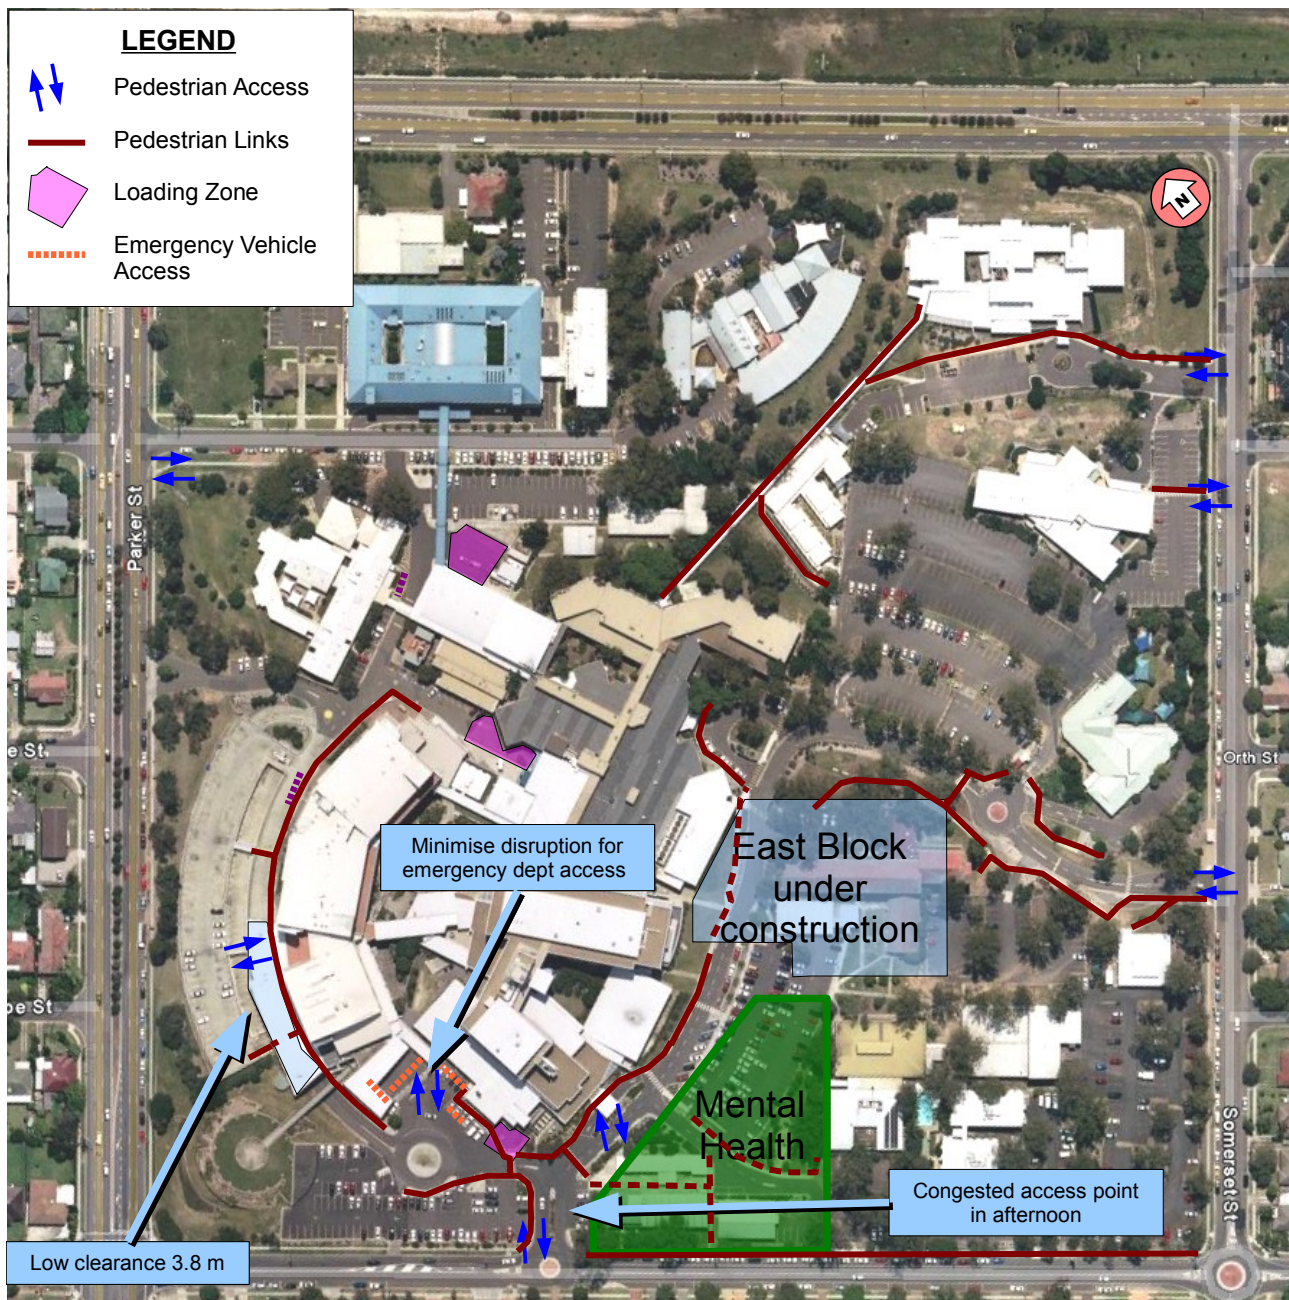 LEGEND
Pedestrian Access
Pedestrian Links
Loading Zone
Emergency Vehicle
Access
N
Parker St
e St
Orth St
Minimise disruption for
emergency dept access
East Block
under
construction
oe St
Mental
Health
Somerset St
Congested access point
in afternoon
Low clearance 3.8 m